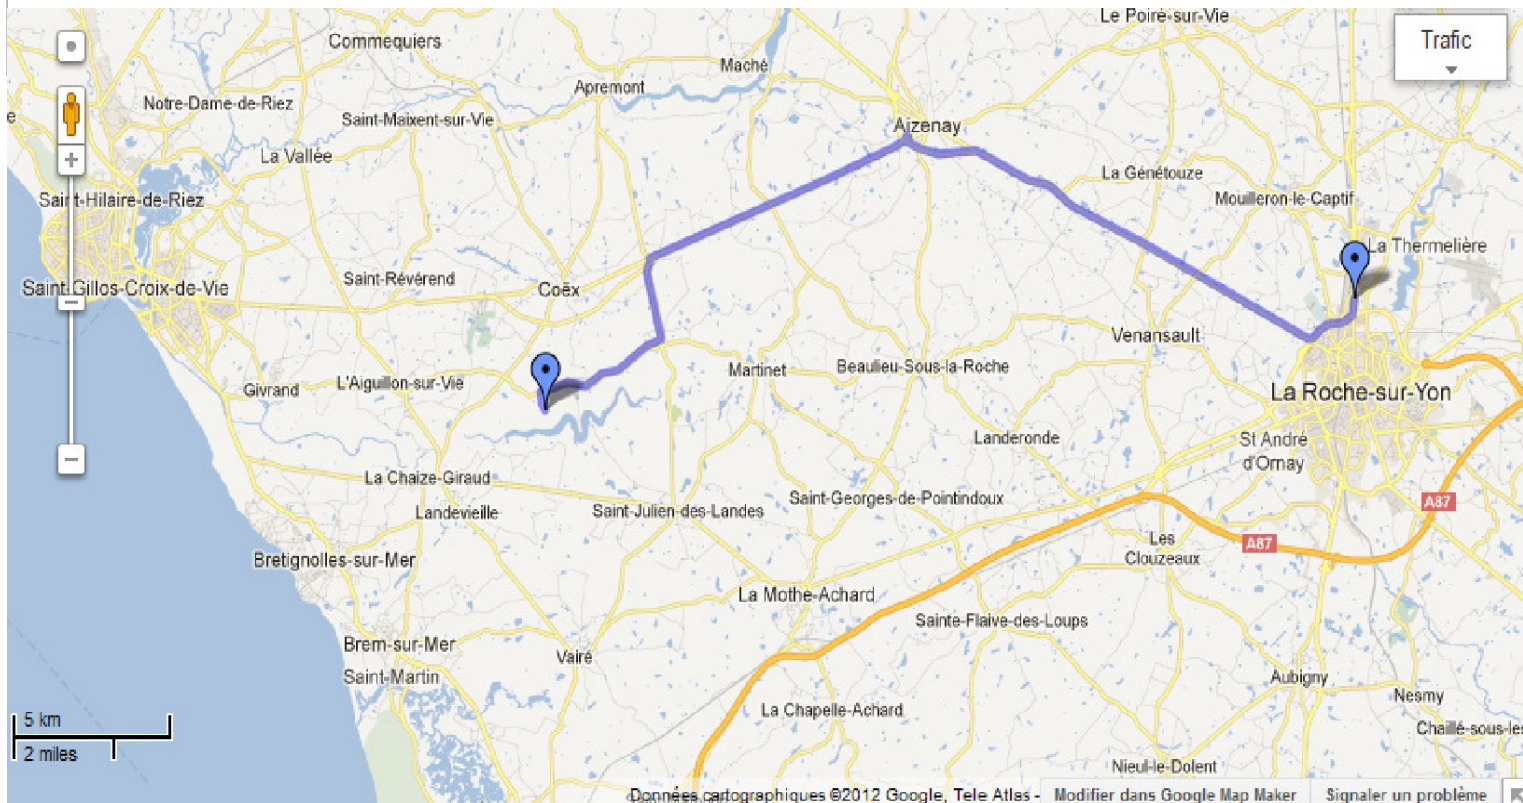 Le Poiré-sur-Vie
Commequiers
Trafic
Maché
Apremont
Notre-Dame-de-Riez
e
Saint-Maixent-sur-Vie
Aizenay
La Vallée
La Génétouze
Saint-Hilaire-de-Riez
Mouilleron-le-Captif
La Thermelière
Saint-Révérend
Saint-Gillos-Croix-de-Vie
Coëx
Venansault
Martinet
Beaulieu-Sous-la-Roche
L'Aiguillon-sur-Vie
Givrand
La Roche-sur-Yon
Landeronde
St André
d'Ornay
La Chaize-Giraud
Saint-Georges-de-Pointindoux
A87
Landevieille
Saint-Julien-des-Landes
Les
Clouzeaux
A87
Bretignolles-sur-Mer
La Mothe-Achard
Sainte-Flaive-des-Loups
Brem-sur-Mer
Vairé
Saint-Martin
Aubigny
Nesmy
La Chapelle-Achard
5 km
2 miles
Chaillé-sous-les
Nieul-le-Dolent
Données cartographiques ©2012 Google, Tele Atlas - Modifier dans Google Map Maker Signaler un problème